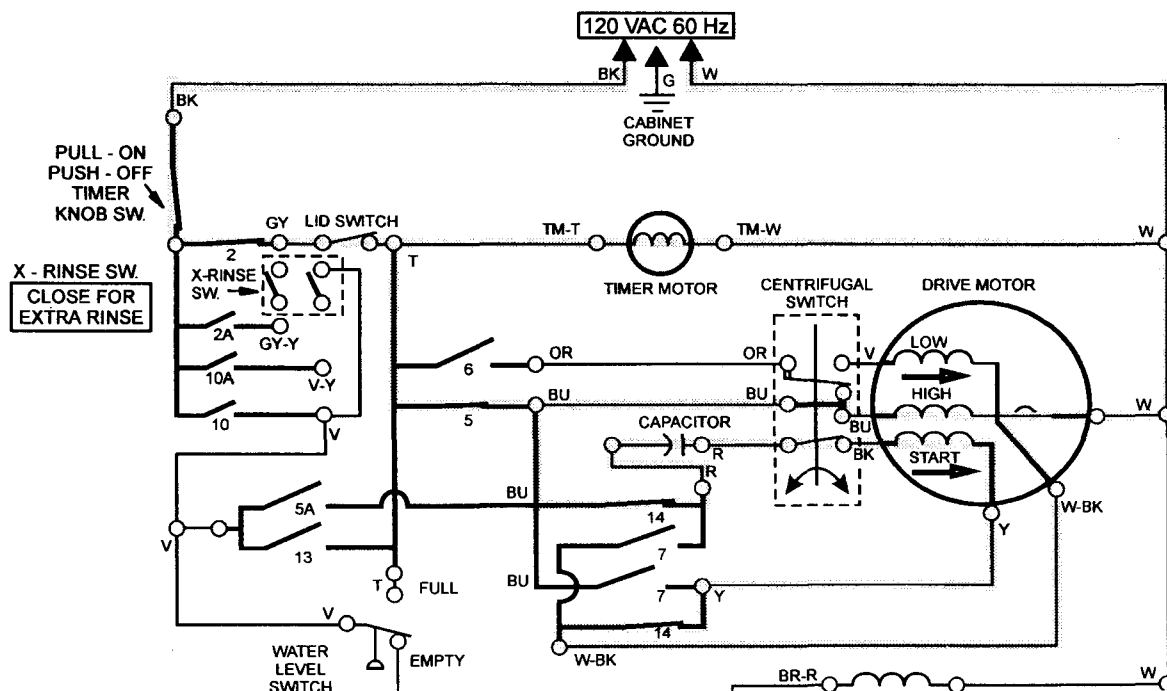 120 VAC 60 Hz
BK
G
W
BK
CABINET
GROUND
PULL - ON
PUSH - OFF
TIMER
KNOB SW.
GY
LID SWITCH
2
T
TM-T
TM-W
W
TIMER MOTOR
X - RINSE SW.
CLOSE FOR
EXTRA RINSE
X-RINSE
SW.
CENTRIFUGAL
SWITCH
DRIVE MOTOR
2A
GY-Y
6
OR
OR
V
LOW
10A
V-Y
HIGH
5
BU
BU
BU
W
10
V
CAPACITOR
R
BK
START
R
5A
BU
14
W-BK
Y
V
13
7
T
FULL
BU
7
Y
14
V
WATER
LEVEL
SWITCH
EMPTY
W-BK
BR-R
W